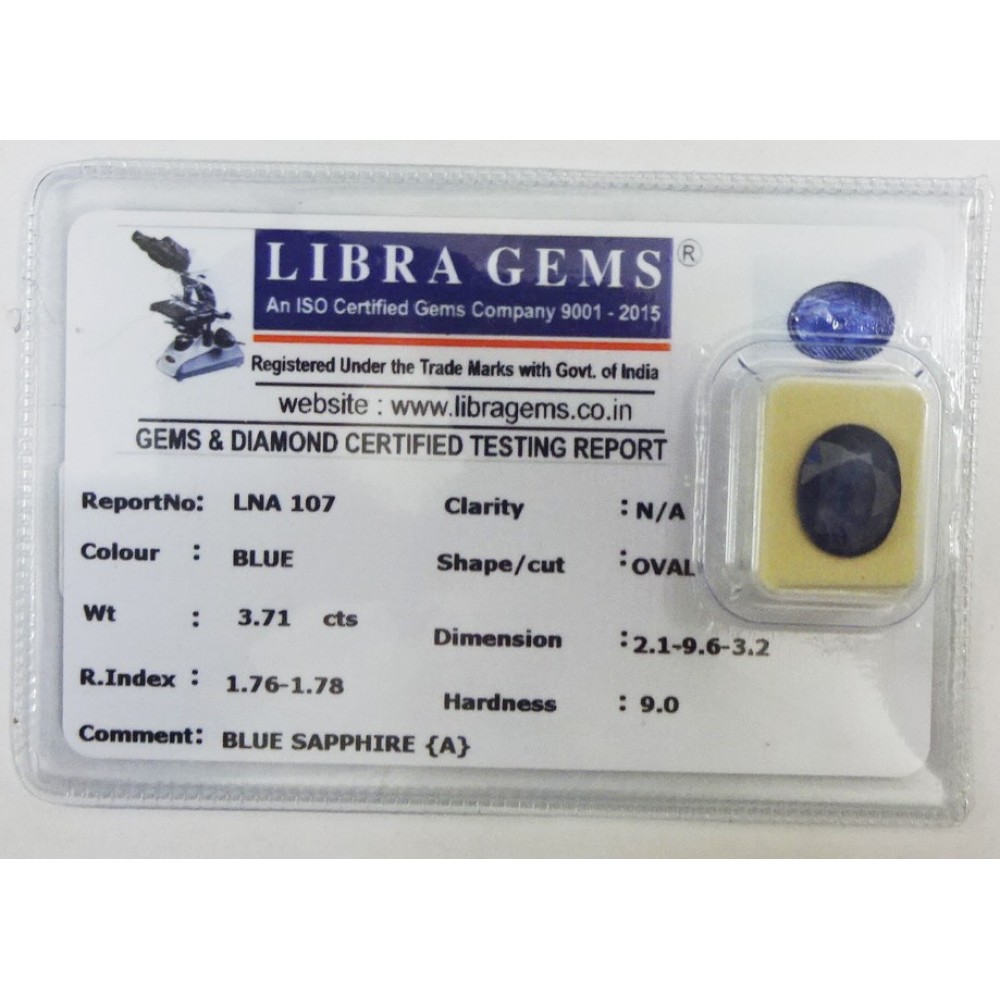 LIBRA GEMS®
An ISO Certified Gems Company 9001 - 2015
Registered Under the Trade Marks with Govt. of India
website : www.libragems.co.in
GEMS & DIAMOND CERTIFIED TESTING REPORT
ReportNo: LNA 107
Colour : BLUE
Wt : 3.71 cts
R.Index : 1.76-1.78
Comment: BLUE SAPPHIRE {A}
Clarity : N/A
Shape/cut : OVAL
Dimension : 2.1-9.6-3.2
Hardness : 9.0